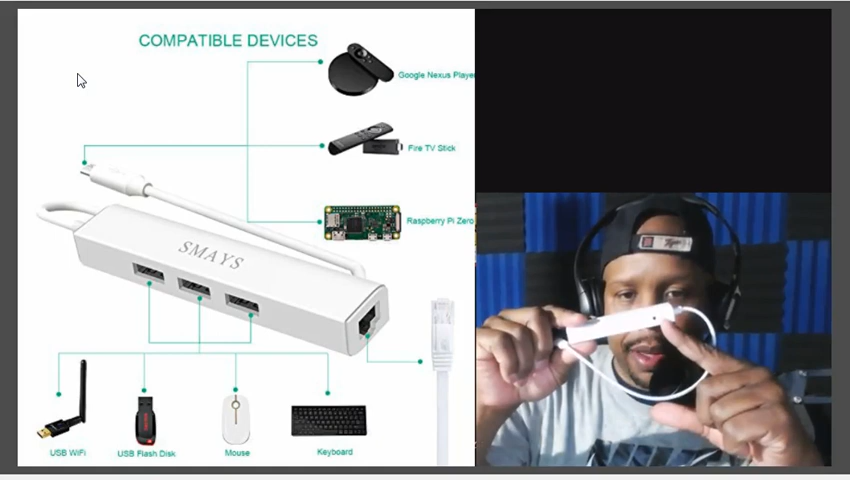 COMPATIBLE DEVICES
Google Nexus Player
Fire TV Stick
Raspberry Pi Zero
SMAYS
USB WiFi
USB Flash Disk
Mouse
Keyboard